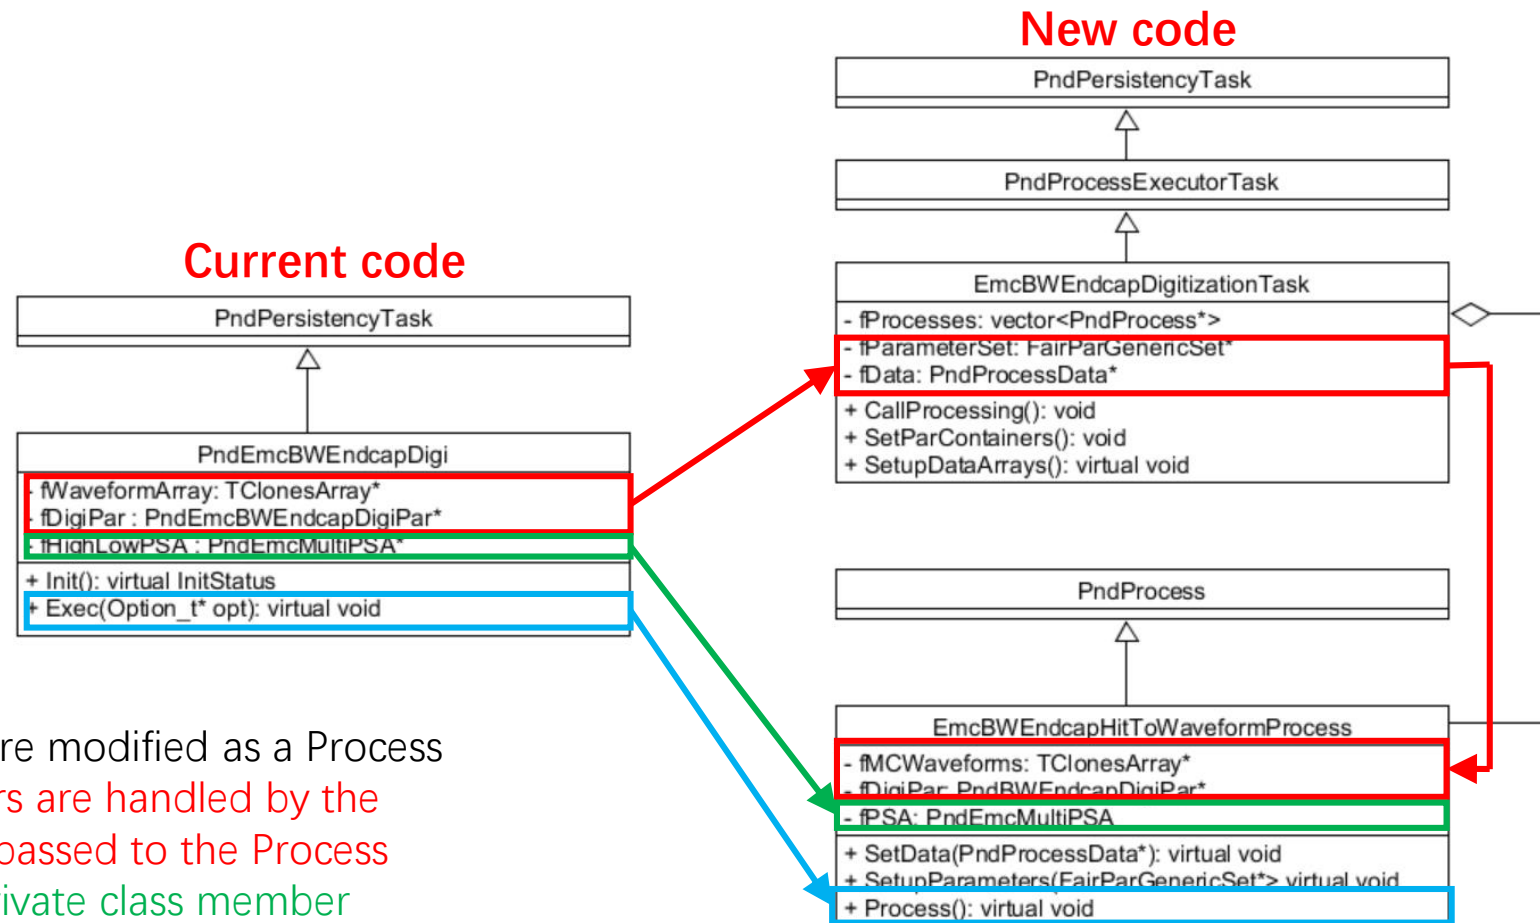 New code
PndPersistencyTask
PndProcessExecutorTask
EmcBWEndcapDigitizationTask
- fProcesses: vector<PndProcess*>
- fParameterSet: FairParGenericSet*
- fData: PndProcessData*
+ CallProcessing(): void
+ SetParContainers(): void
+ SetupDataArrays(): virtual void
Current code
PndPersistencyTask
PndEmcBWEndcapDigi
- fWaveformArray: TClonesArray*
- fDigiPar : PndEmcBWEndcapDigiPar*
- fHighLowPSA : PndEmcMultiPSA*
+ Init(): virtual InitStatus
+ Exec(Option_t* opt): virtual void
PndProcess
EmcBWEndcapHitToWaveformProcess
- fMCWaveforms: TClonesArray*
- fDigiPar: PndBWEndcapDigiPar*
- fPSA: PndEmcMultiPSA
+ SetData(PndProcessData*): virtual void
+ SetupParameters(FairParGenericSet*> virtual void
+ Process(): virtual void
re modified as a Process
rs are handled by the
passed to the Process
ivate class member